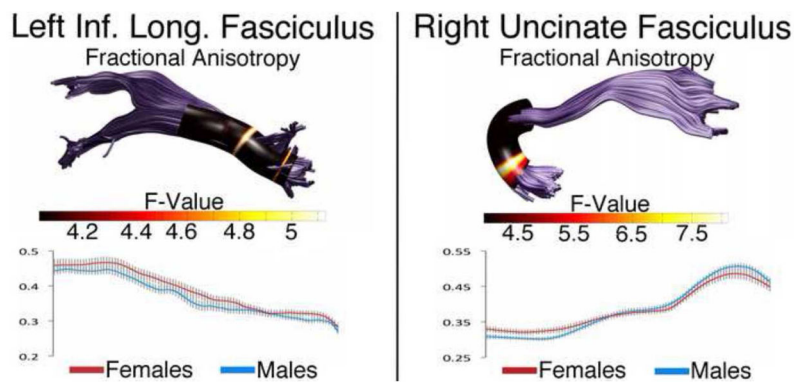 Left Inf. Long. Fasciculus
Fractional Anisotropy
F-Value
4.2 4.4 4.6 4.8 5
0.5
0.4
0.3
0.2
Females Males
Right Uncinate Fasciculus
Fractional Anisotropy
F-Value
4.5 5.5 6.5 7.5
0.55
0.45
0.35
0.25
Females Males